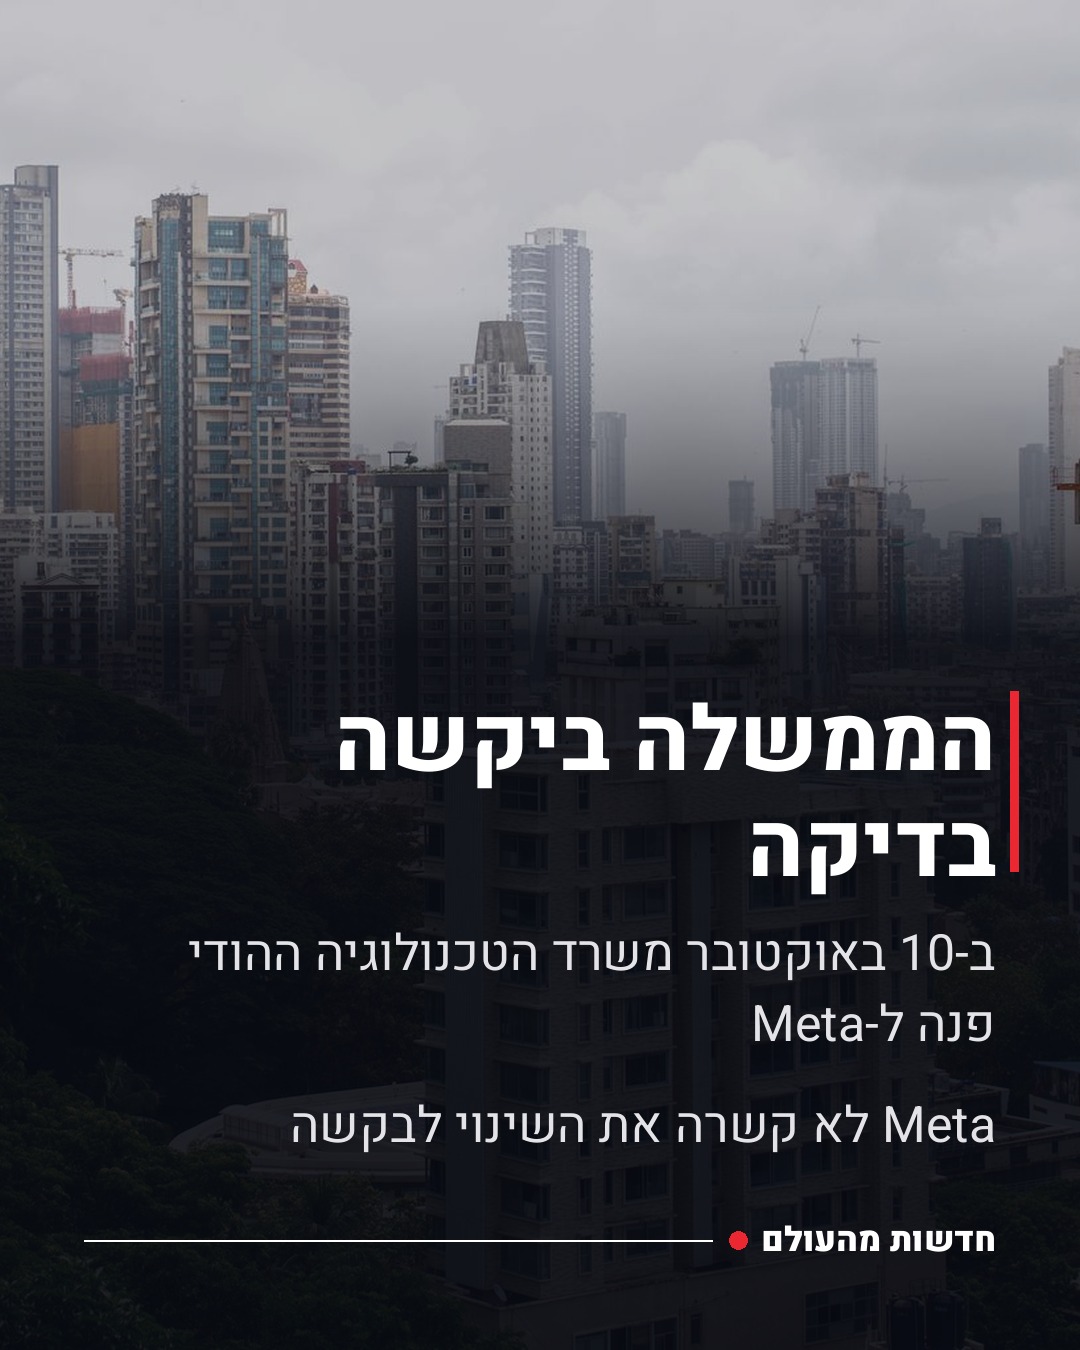 הממשלה ביקשה
בדיקה
ב-10 באוקטובר משרד הטכנולוגיה ההודי
פנה ל-Meta
Meta לא קשרה את השינוי לבקשה
חדשות מהעולם